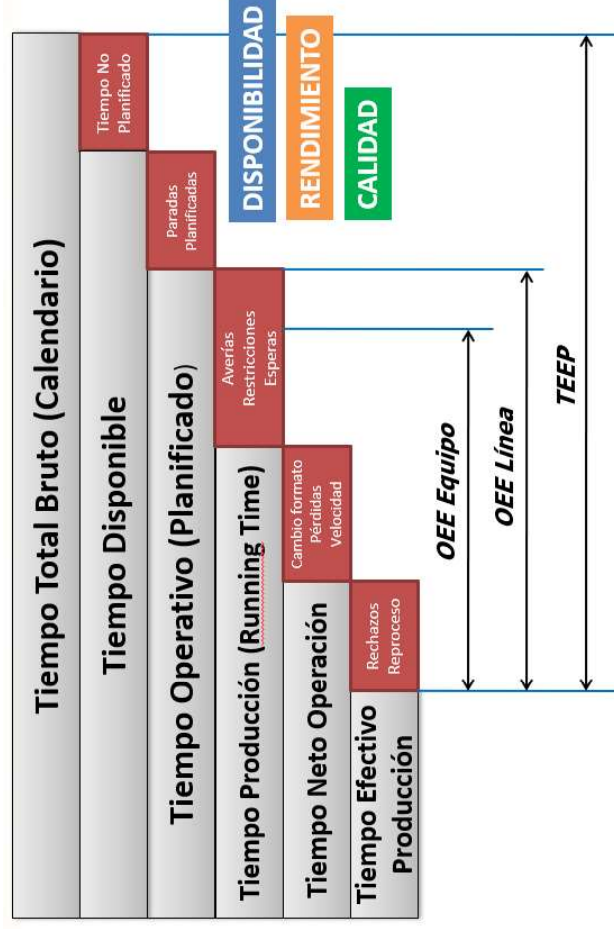 Tiempo Total Bruto (Calendario)
Tiempo Disponible
Tiempo No
Planificado
Tiempo Operativo (Planificado)
Paradas
Planificadas
Tiempo Producción (Running Time)
Averías
Restricciones
Esperas
DISPONIBILIDAD
Tiempo Neto Operación
Cambio formato
Pérdidas
Velocidad
RENDIMIENTO
Tiempo Efectivo
Producción
Rechazos
Reproceso
CALIDAD
OEE Equipo
OEE Línea
TEEP